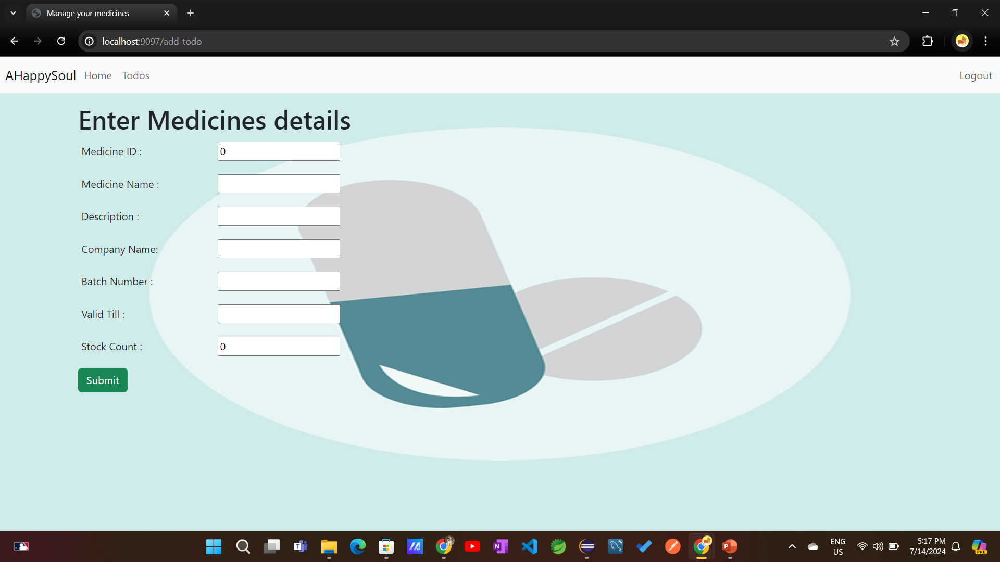 Manage your medicines
localhost:9097/add-todo
AHappySoul Home Todos Logout
Enter Medicines details
Medicine ID : 0
Medicine Name :
Description :
Company Name:
Batch Number :
Valid Till :
Stock Count : 0
Submit
ENG 5:17 PM
US 7/14/2024
T
N
P
PRE